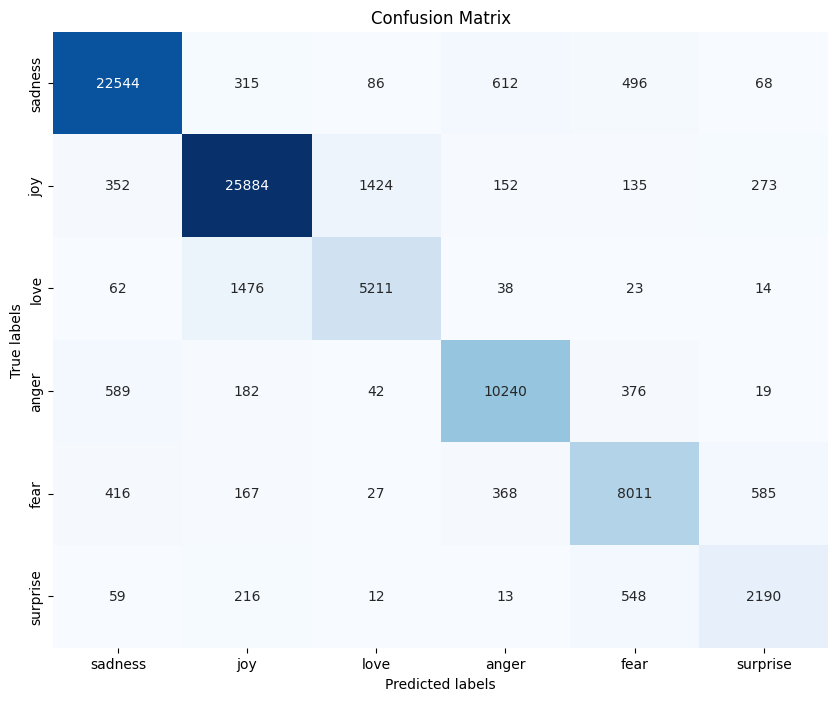 Confusion Matrix
True labels
sadness 22544 315 86 612 496 68
joy 352 25884 1424 152 135 273
love 62 1476 5211 38 23 14
anger 589 182 42 10240 376 19
fear 416 167 27 368 8011 585
surprise 59 216 12 13 548 2190
sadness joy love anger fear surprise
Predicted labels